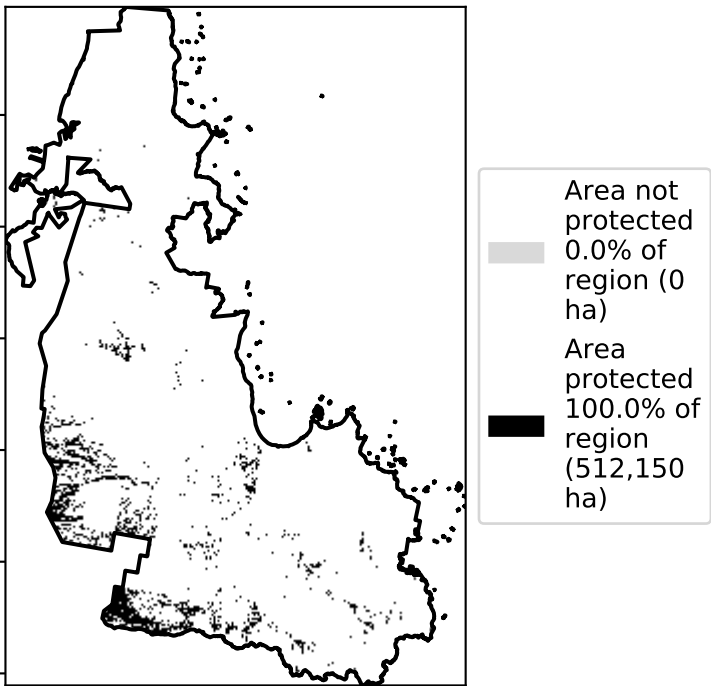 Area not
protected
0.0% of
region (0
ha)
Area
protected
100.0% of
region
(512,150
ha)